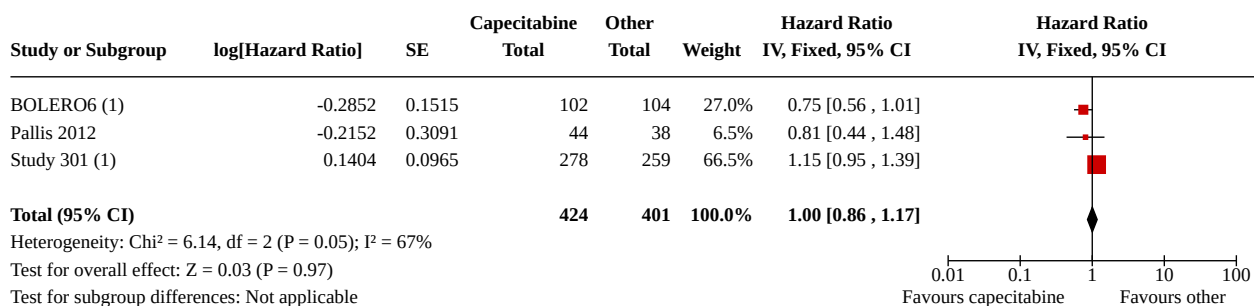 Capecitabine Other Hazard Ratio Hazard Ratio
Study or Subgroup log[Hazard Ratio] SE Total Total Weight IV, Fixed, 95% CI IV, Fixed, 95% CI
BOLERO6 (1) -0.2852 0.1515 102 104 27.0% 0.75 [0.56 , 1.01]
Pallis 2012 -0.2152 0.3091 44 38 6.5% 0.81 [0.44 , 1.48]
Study 301 (1) 0.1404 0.0965 278 259 66.5% 1.15 [0.95 , 1.39]
Total (95% CI) 424 401 100.0% 1.00 [0.86 , 1.17]
Heterogeneity: Chi² = 6.14, df = 2 (P = 0.05); I² = 67%
Test for overall effect: Z = 0.03 (P = 0.97)
0.01 0.1 1 10 100
Test for subgroup differences: Not applicable Favours capecitabine Favours other